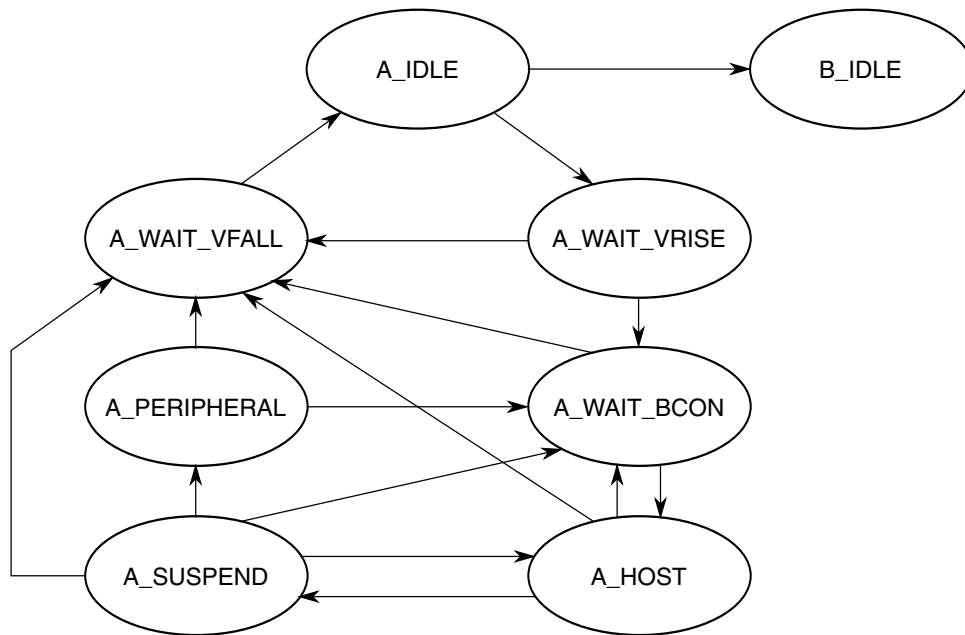 A_IDLE
B_IDLE
A_WAIT_VFALL
A_WAIT_VRISE
A_PERIPHERAL
A_WAIT_BCON
A_SUSPEND
A_HOST